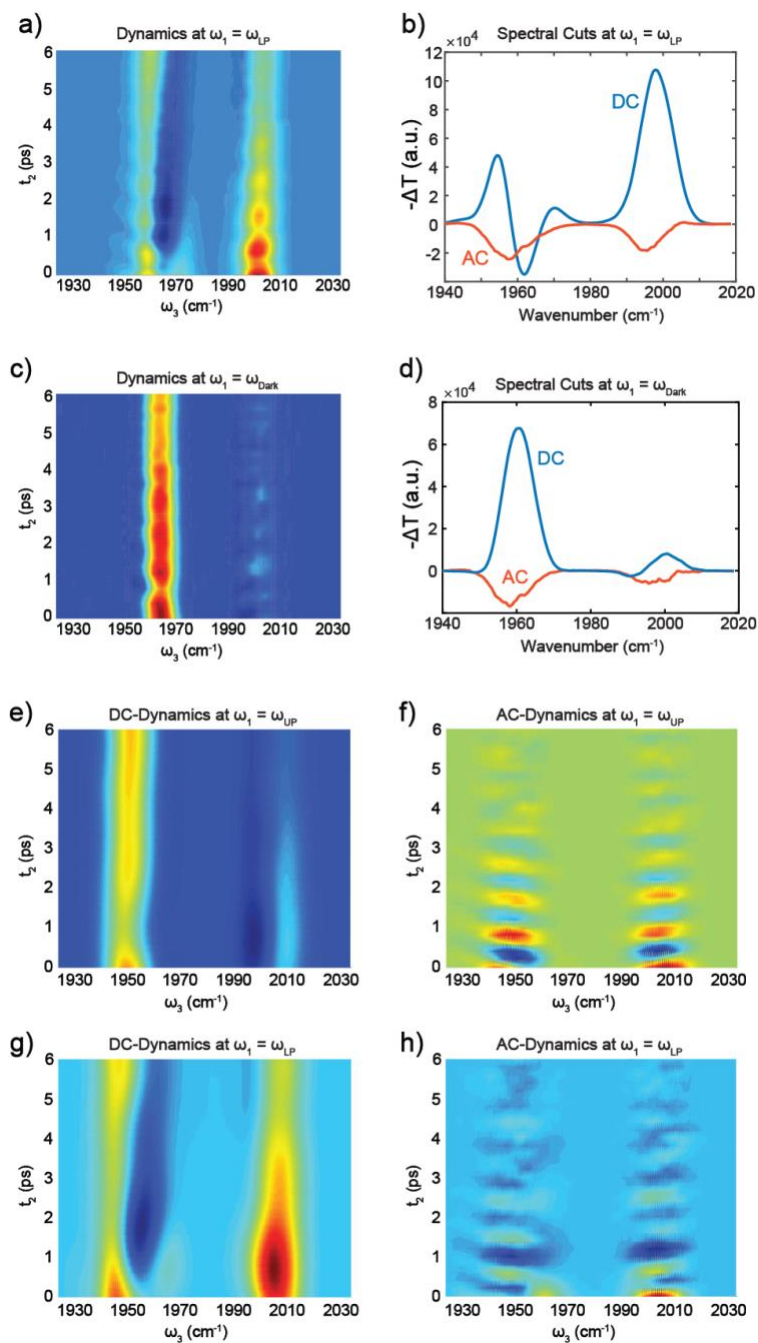 a)
Dynamics at ω1 = ωLP
6
5
4
3
2
1
0
t2 (ps)
1930 1950 1970 1990 2010 2030
ω3 (cm-1)
b)
Spectral Cuts at ω1 = ωLP
×10⁴
12
10
8
6
4
2
0
-2
-ΔT (a.u.)
DC
AC
1940 1960 1980 2000 2020
Wavenumber (cm-1)
c)
Dynamics at ω1 = ωDark
6
5
4
3
2
1
0
t2 (ps)
1930 1950 1970 1990 2010 2030
ω3 (cm-1)
d)
Spectral Cuts at ω1 = ωDark
×10⁴
8
6
4
2
0
-ΔT (a.u.)
DC
AC
1940 1960 1980 2000 2020
Wavenumber (cm-1)
e)
DC-Dynamics at ω1 = ωUP
6
5
4
3
2
1
0
t2 (ps)
1930 1950 1970 1990 2010 2030
ω3 (cm-1)
f)
AC-Dynamics at ω1 = ωUP
6
5
4
3
2
1
0
t2 (ps)
1930 1950 1970 1990 2010 2030
ω3 (cm-1)
g)
DC-Dynamics at ω1 = ωLP
6
5
4
3
2
1
0
t2 (ps)
1930 1950 1970 1990 2010 2030
ω3 (cm-1)
h)
AC-Dynamics at ω1 = ωLP
6
5
4
3
2
1
0
t2 (ps)
1930 1950 1970 1990 2010 2030
ω3 (cm-1)